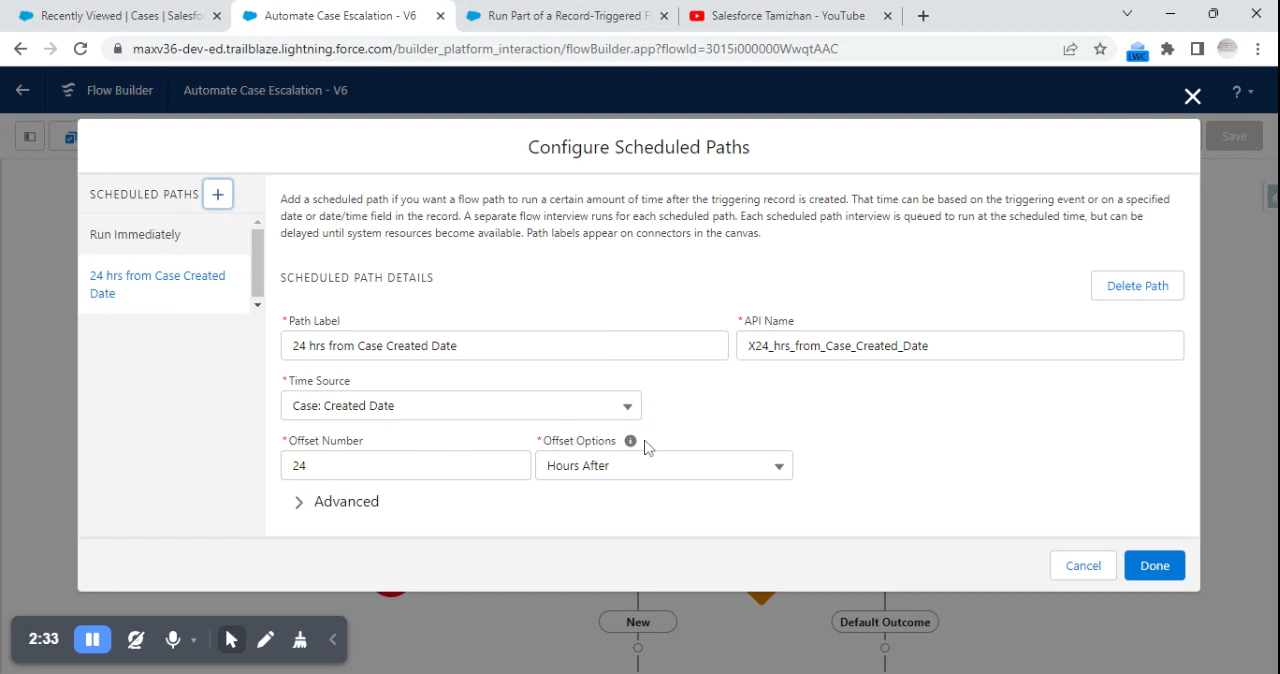 Recently Viewed | Cases | Salesfo
Automate Case Escalation - V6
Run Part of a Record-Triggered F
Salesforce Tamizhan - YouTube
maxv36-dev-ed.trailblaze.lightning.force.com/builder_platform_interaction/flowBuilder.app?flowId=3015i000000WwqtAAC
LWC
Flow Builder
Automate Case Escalation - V6
?
Save
Configure Scheduled Paths
SCHEDULED PATHS
+
Run Immediately
24 hrs from Case Created
Date
Add a scheduled path if you want a flow path to run a certain amount of time after the triggering record is created. That time can be based on the triggering event or on a specified
date or date/time field in the record. A separate flow interview runs for each scheduled path. Each scheduled path interview is queued to run at the scheduled time, but can be
delayed until system resources become available. Path labels appear on connectors in the canvas.
SCHEDULED PATH DETAILS
Delete Path
* Path Label
* API Name
24 hrs from Case Created Date
X24_hrs_from_Case_Created_Date
* Time Source
Case: Created Date
* Offset Number
* Offset Options
24
Hours After
Advanced
Cancel
Done
New
Default Outcome
2:33